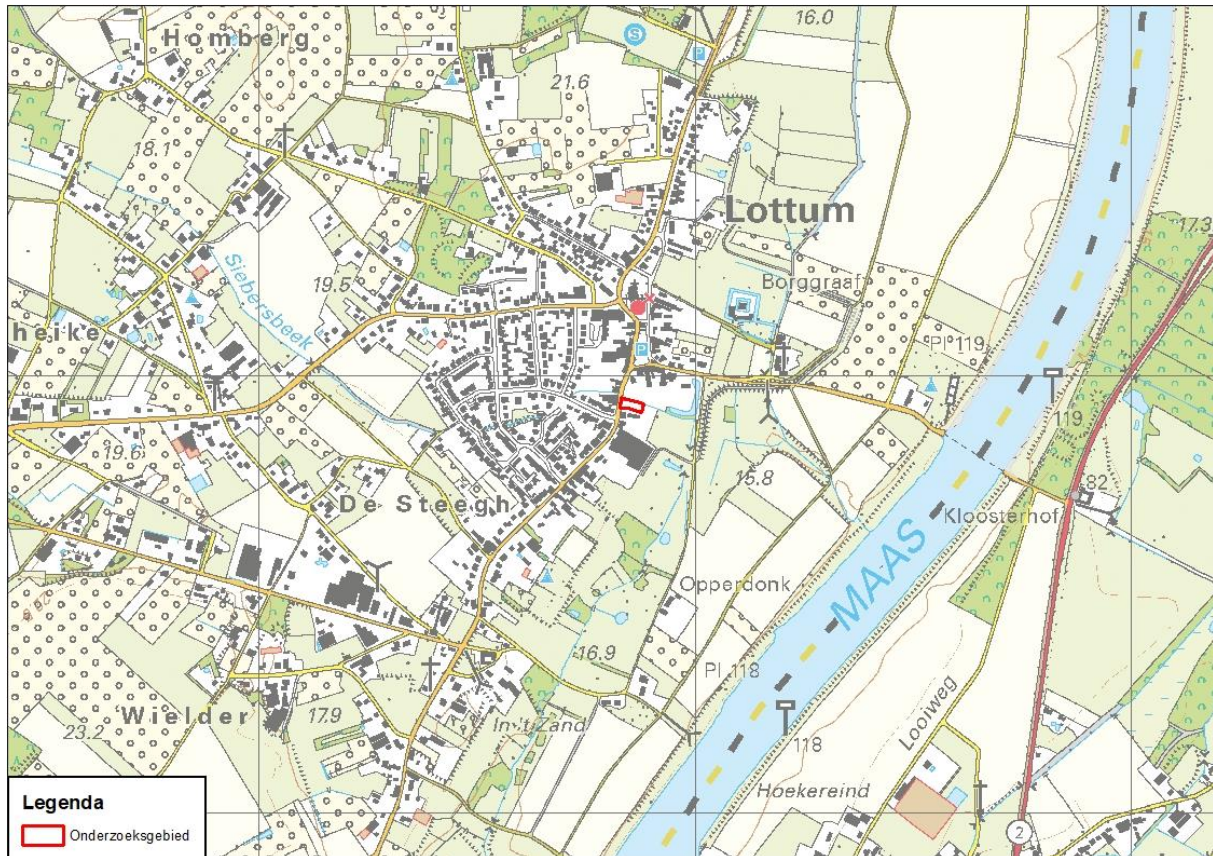 Homberg
16.0
S
P
21.6
18.1
Lottum
17.3
Siebersbeek
19.5
Borggraaf
heike
P
Pl 119
119
19.6
82
De Steegh
15.8
Kloosterhof
MAAS
Opperdonk
16.9
Pl 118
Looiweg
Wielder
17.9
In 't Zand
118
23.2
Hoekereind
2
Legenda
Onderzoeksgebied